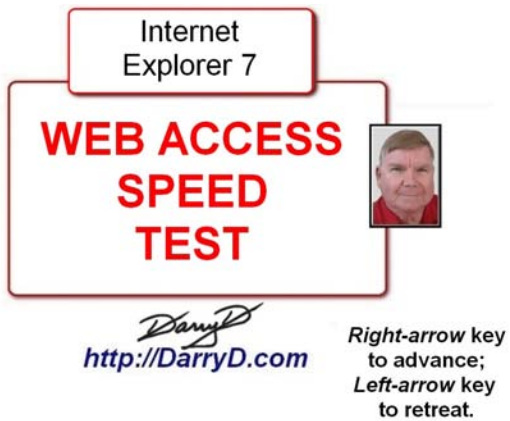 Internet
Explorer 7
WEB ACCESS
SPEED
TEST
DarryD
http://DarryD.com
Right-arrow key
to advance;
Left-arrow key
to retreat.